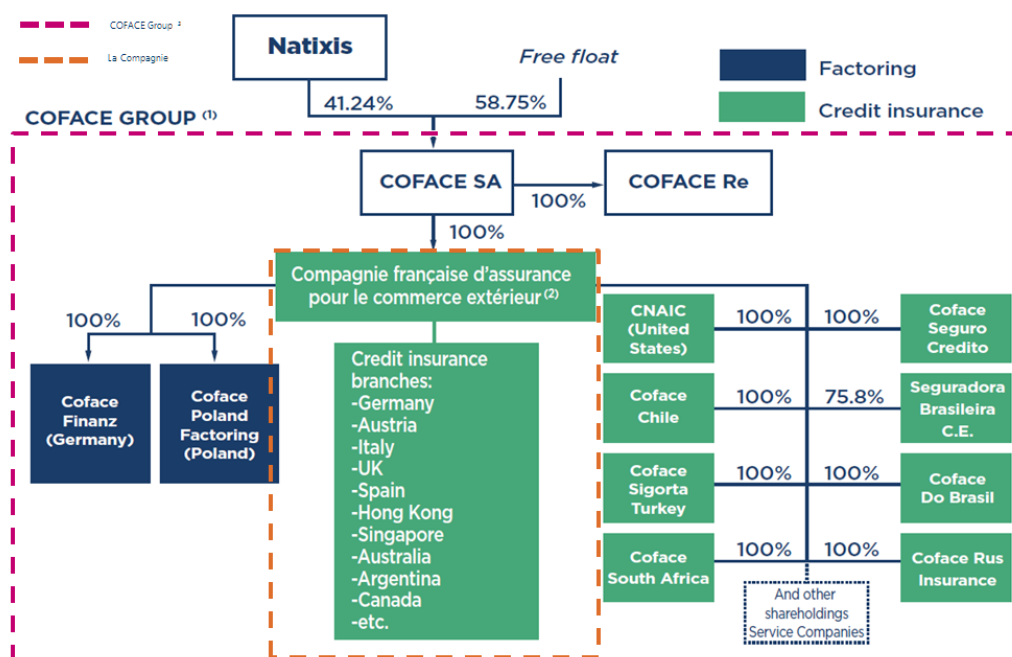 COFACE Group ²
La Compagnie
Natixis
Free float
Factoring
Credit insurance
41.24%
58.75%
COFACE GROUP (1)
COFACE SA
COFACE Re
100%
100%
Compagnie française d'assurance
pour le commerce extérieur(2)
100%
100%
Coface
Finanz
(Germany)
Coface
Poland
Factoring
(Poland)
Credit insurance
branches:
-Germany
-Austria
-Italy
-UK
-Spain
-Hong Kong
-Singapore
-Australia
-Argentina
-Canada
-etc.
CNAIC
(United
States)
100%
100%
Coface
Seguro
Credito
Coface
Chile
100%
75.8%
Seguradora
Brasileira
C.E.
Coface
Sigorta
Turkey
100%
100%
Coface
Do Brasil
Coface
South Africa
100%
100%
Coface Rus
Insurance
And other
shareholdings
Service Companies